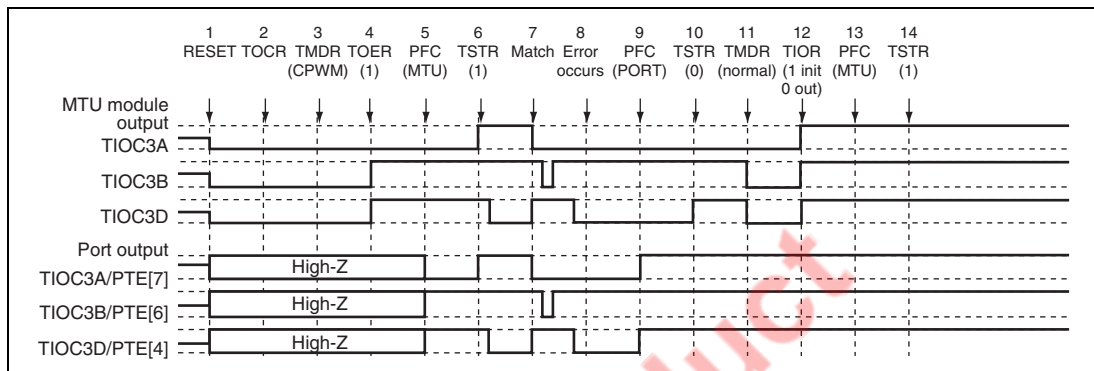 1 2 3 4 5 6 7 8 9 10 11 12 13 14
RESET TOCR TMDR TOER PFC TSTR Match Error PFC TSTR TMDR TIOR PFC TSTR
(CPWM) (1) (MTU) (1) occurs (PORT) (0) (normal) (1 init (MTU) (1)
0 out)
MTU module
output
TIOC3A
TIOC3B
TIOC3D
Port output
TIOC3A/PTE[7]
High-Z
TIOC3B/PTE[6]
High-Z
TIOC3D/PTE[4]
High-Z
duct